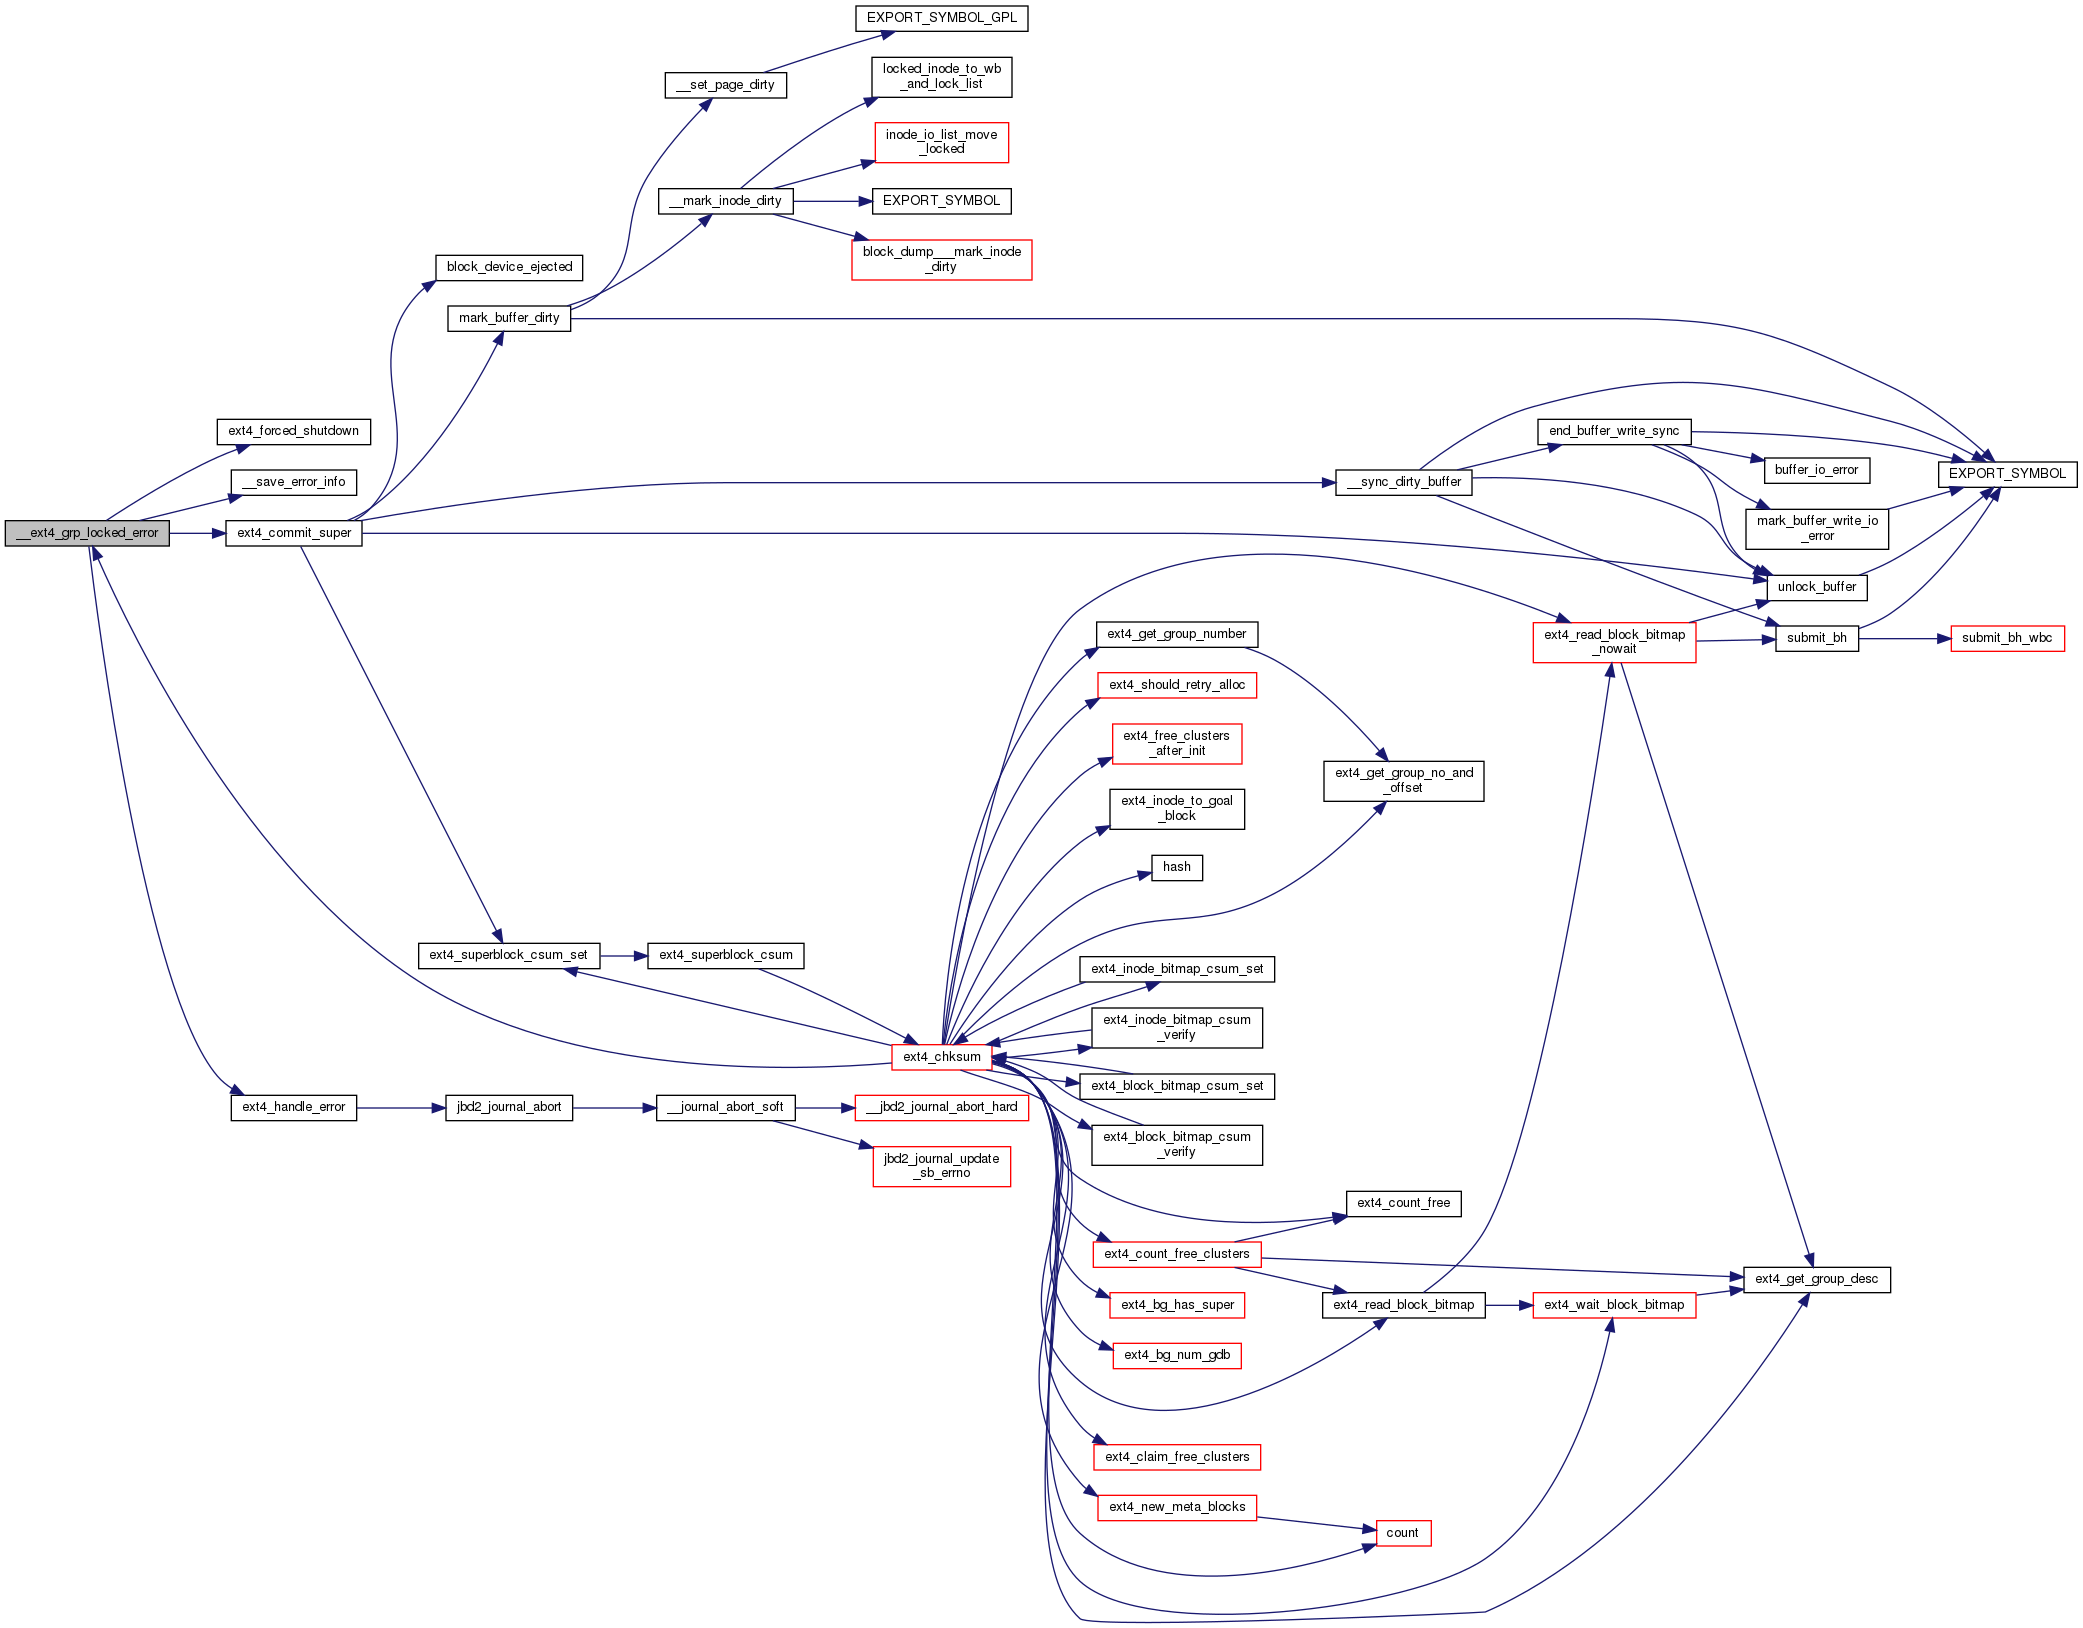 EXPORT_SYMBOL_GPL
__set_page_dirty
locked_inode_to_wb
_and_lock_list
inode_io_list_move
_locked
__mark_inode_dirty
EXPORT_SYMBOL
block_dump___mark_inode
_dirty
block_device_ejected
mark_buffer_dirty
ext4_forced_shutdown
__save_error_info
__ext4_grp_locked_error
ext4_commit_super
__sync_dirty_buffer
end_buffer_write_sync
buffer_io_error
EXPORT_SYMBOL
mark_buffer_write_io
_error
unlock_buffer
submit_bh
submit_bh_wbc
ext4_read_block_bitmap
_nowait
ext4_get_group_number
ext4_should_retry_alloc
ext4_free_clusters
_after_init
ext4_get_group_no_and
_offset
ext4_inode_to_goal
_block
hash
ext4_superblock_csum_set
ext4_superblock_csum
ext4_inode_bitmap_csum_set
ext4_inode_bitmap_csum
_verify
ext4_chksum
ext4_block_bitmap_csum_set
ext4_block_bitmap_csum
_verify
ext4_handle_error
jbd2_journal_abort
__journal_abort_soft
__jbd2_journal_abort_hard
jbd2_journal_update
_sb_errno
ext4_count_free
ext4_count_free_clusters
ext4_get_group_desc
ext4_bg_has_super
ext4_read_block_bitmap
ext4_wait_block_bitmap
ext4_bg_num_gdb
ext4_claim_free_clusters
ext4_new_meta_blocks
count